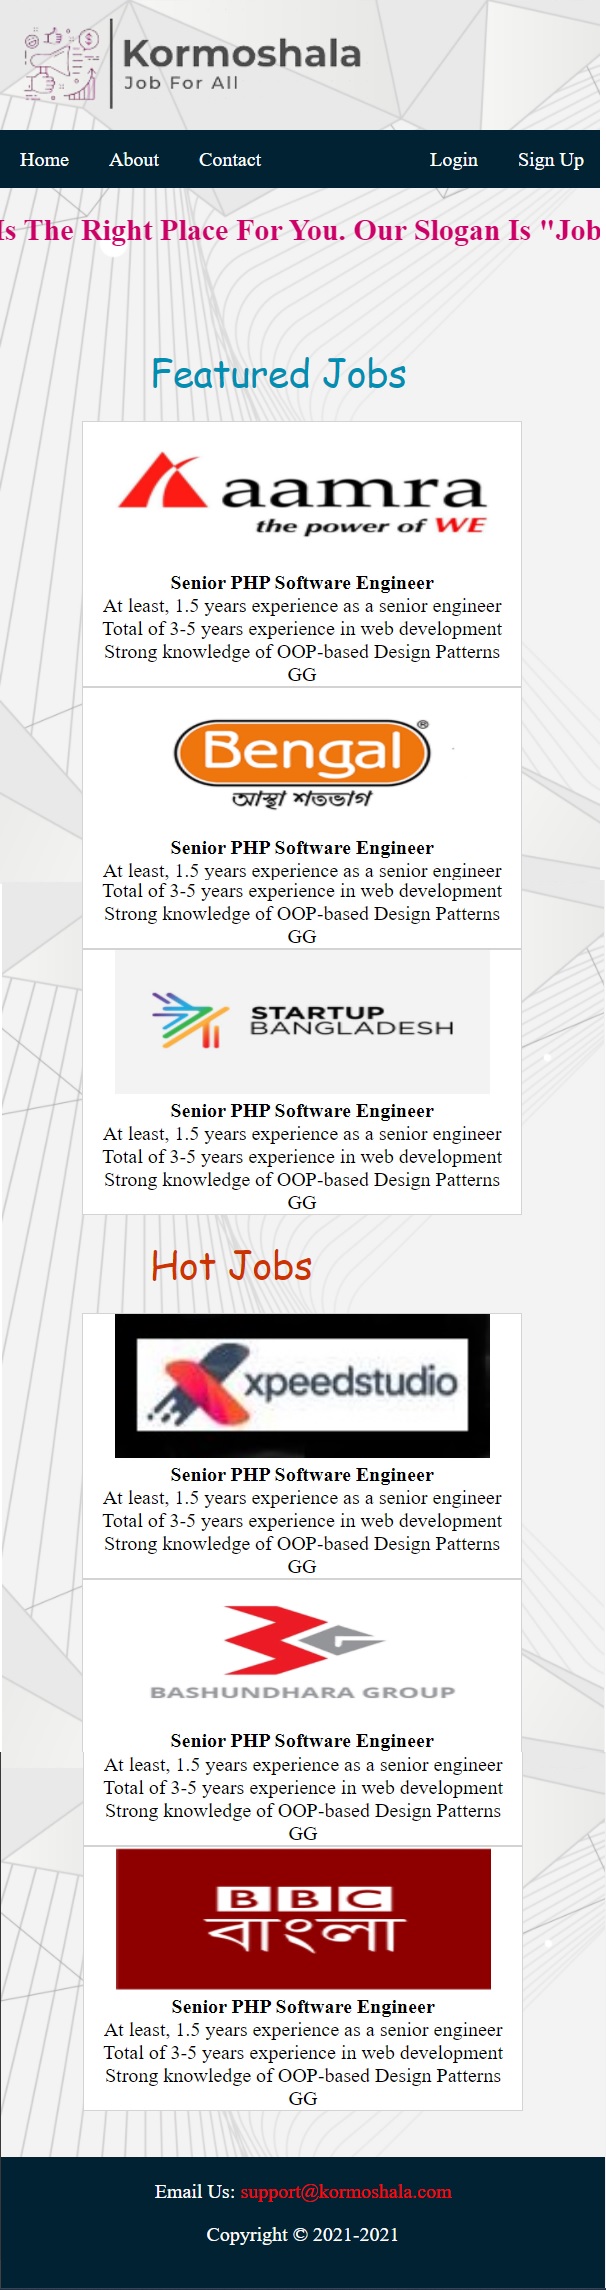 Kormoshala
Job For All
Home About Contact Login Sign Up
Is The Right Place For You. Our Slogan Is "Job
Featured Jobs
aamra
the power of WE
Senior PHP Software Engineer
At least, 1.5 years experience as a senior engineer
Total of 3-5 years experience in web development
Strong knowledge of OOP-based Design Patterns
GG
Bengal®
আস্থা শতভাগ
Senior PHP Software Engineer
At least, 1.5 years experience as a senior engineer
Total of 3-5 years experience in web development
Strong knowledge of OOP-based Design Patterns
GG
STARTUP
BANGLADESH
Senior PHP Software Engineer
At least, 1.5 years experience as a senior engineer
Total of 3-5 years experience in web development
Strong knowledge of OOP-based Design Patterns
GG
Hot Jobs
xpeedstudio
Senior PHP Software Engineer
At least, 1.5 years experience as a senior engineer
Total of 3-5 years experience in web development
Strong knowledge of OOP-based Design Patterns
GG
BASHUNDHARA GROUP
Senior PHP Software Engineer
At least, 1.5 years experience as a senior engineer
Total of 3-5 years experience in web development
Strong knowledge of OOP-based Design Patterns
GG
BBC
বাংলা
Senior PHP Software Engineer
At least, 1.5 years experience as a senior engineer
Total of 3-5 years experience in web development
Strong knowledge of OOP-based Design Patterns
GG
Email Us: support@kormoshala.com
Copyright © 2021-2021